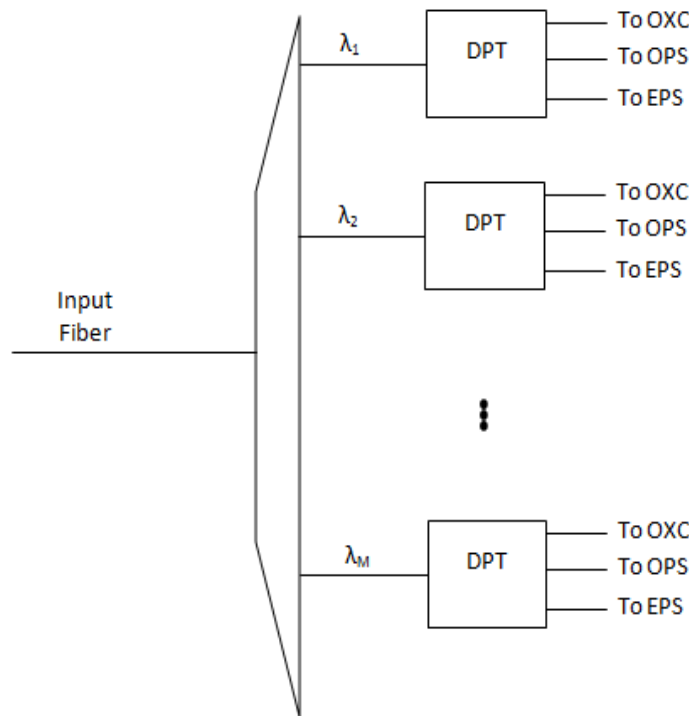 λ1
DPT
To OXC
To OPS
To EPS
λ2
DPT
To OXC
To OPS
To EPS
Input
Fiber
λM
DPT
To OXC
To OPS
To EPS